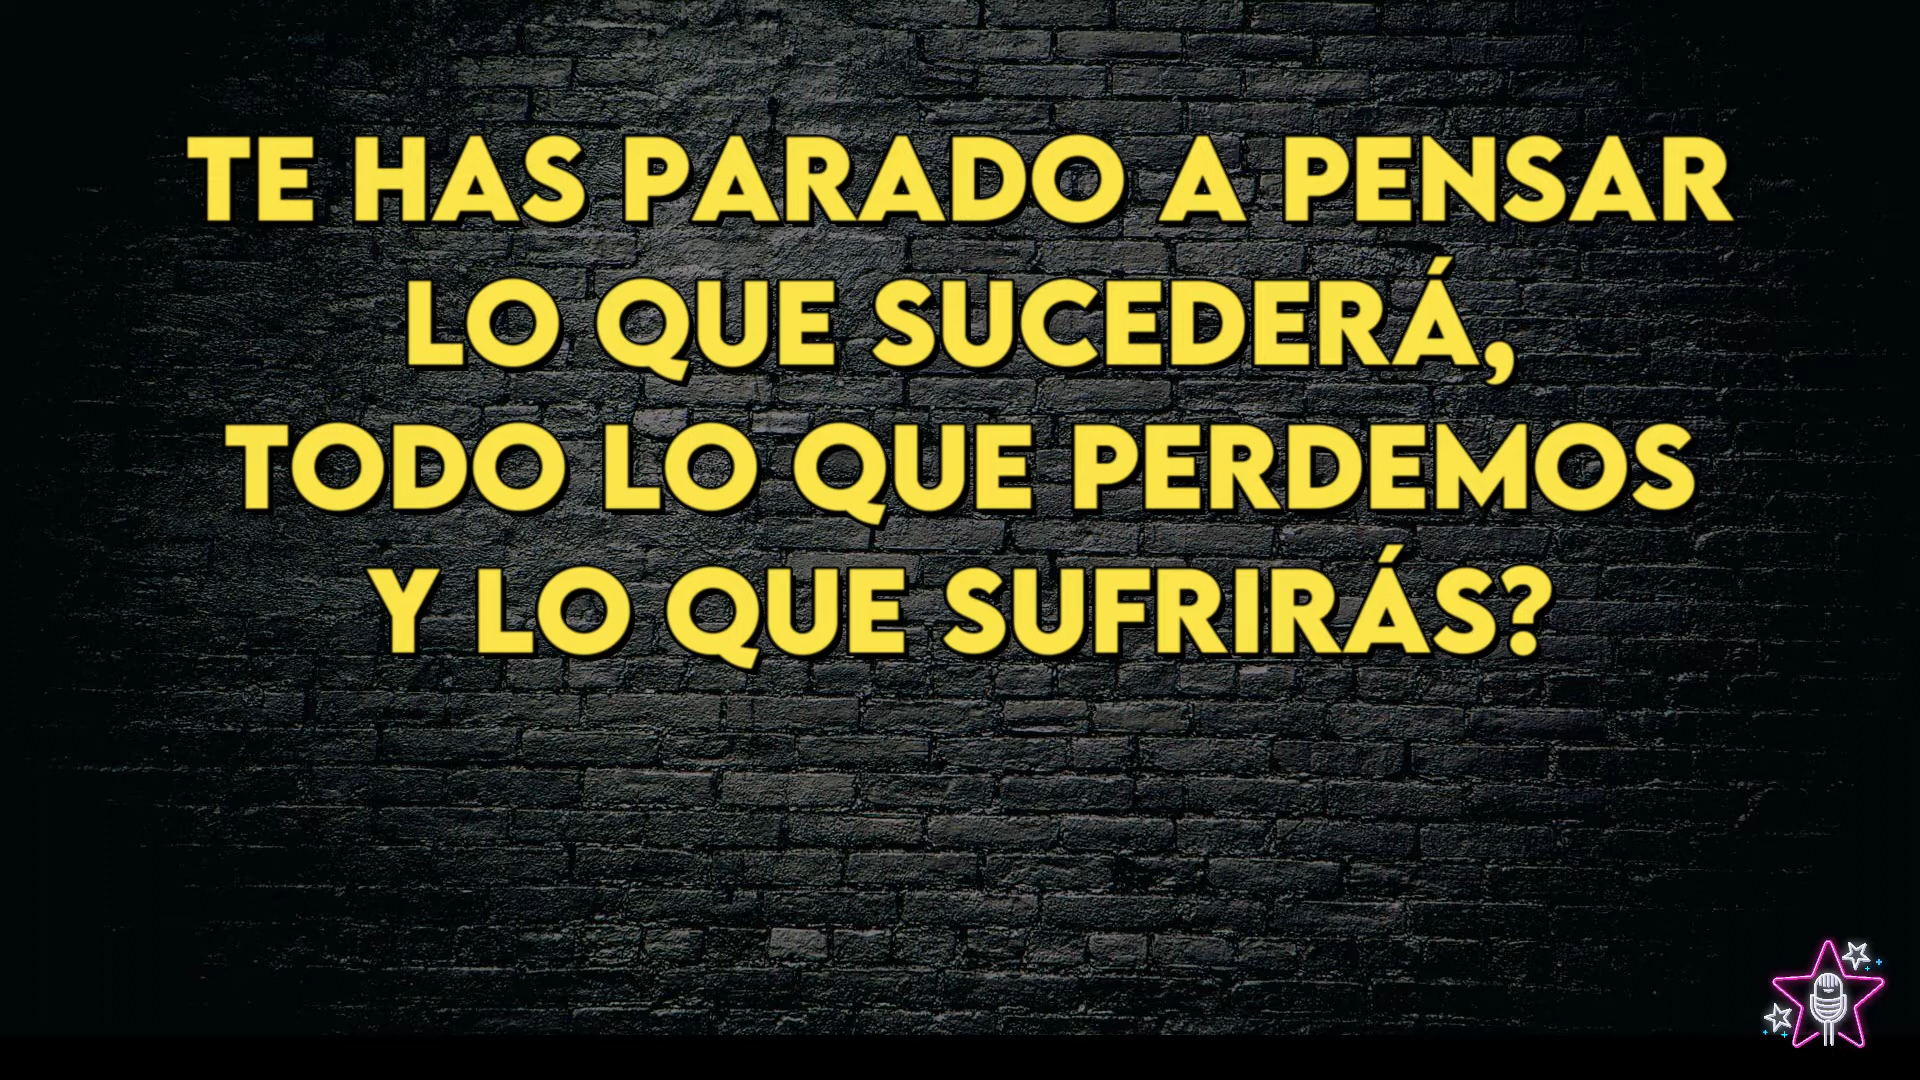 TE HAS PARADO A PENSAR
LO QUE SUCEDERÁ,
TODO LO QUE PERDEMOS
Y LO QUE SUFRIRÁS?